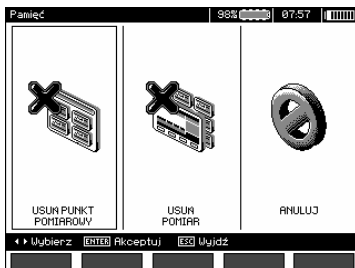 Pamięć 98% 07:57
USUŃ PUNKT
POMIAROWY
USUŃ
POMIAR
ANULUJ
Wybierz ENTER Akceptuj ESC Wyjdź